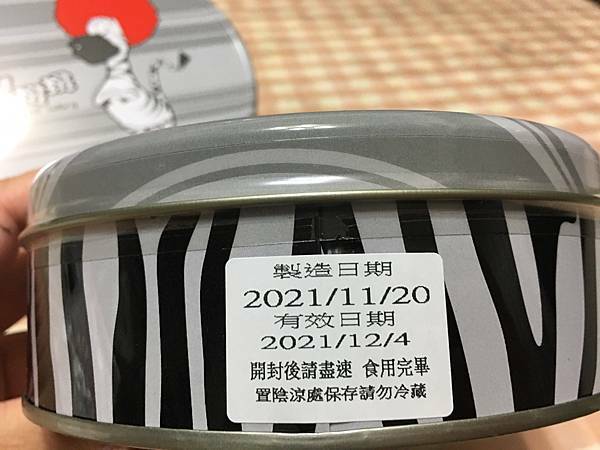 製造日期
2021/11/20
有效日期
2021/12/4
開封後請盡速 食用完畢
置陰涼處保存請勿冷藏